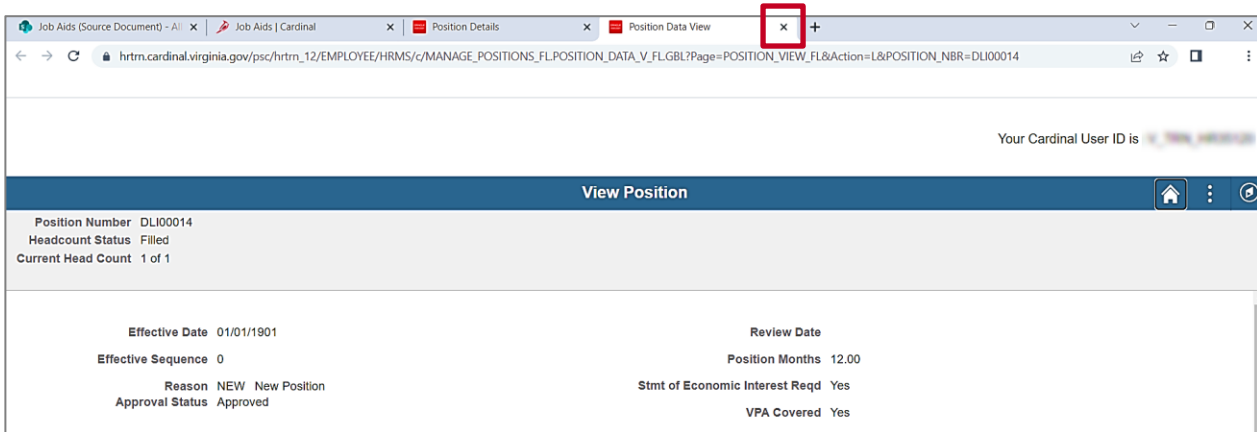 Job Aids (Source Document) - All
Job Aids | Cardinal
Position Details
Position Data View
hrtrn.cardinal.virginia.gov/psc/hrtrn_12/EMPLOYEE/HRMS/c/MANAGE_POSITIONS_FL.POSITION_DATA_V_FL.GBL?Page=POSITION_VIEW_FL&Action=L&POSITION_NBR=DLI00014
Your Cardinal User ID is
View Position
Position Number DLI00014
Headcount Status Filled
Current Head Count 1 of 1
Effective Date 01/01/1901
Review Date
Effective Sequence 0
Position Months 12.00
Reason NEW New Position
Stmt of Economic Interest Reqd Yes
Approval Status Approved
VPA Covered Yes